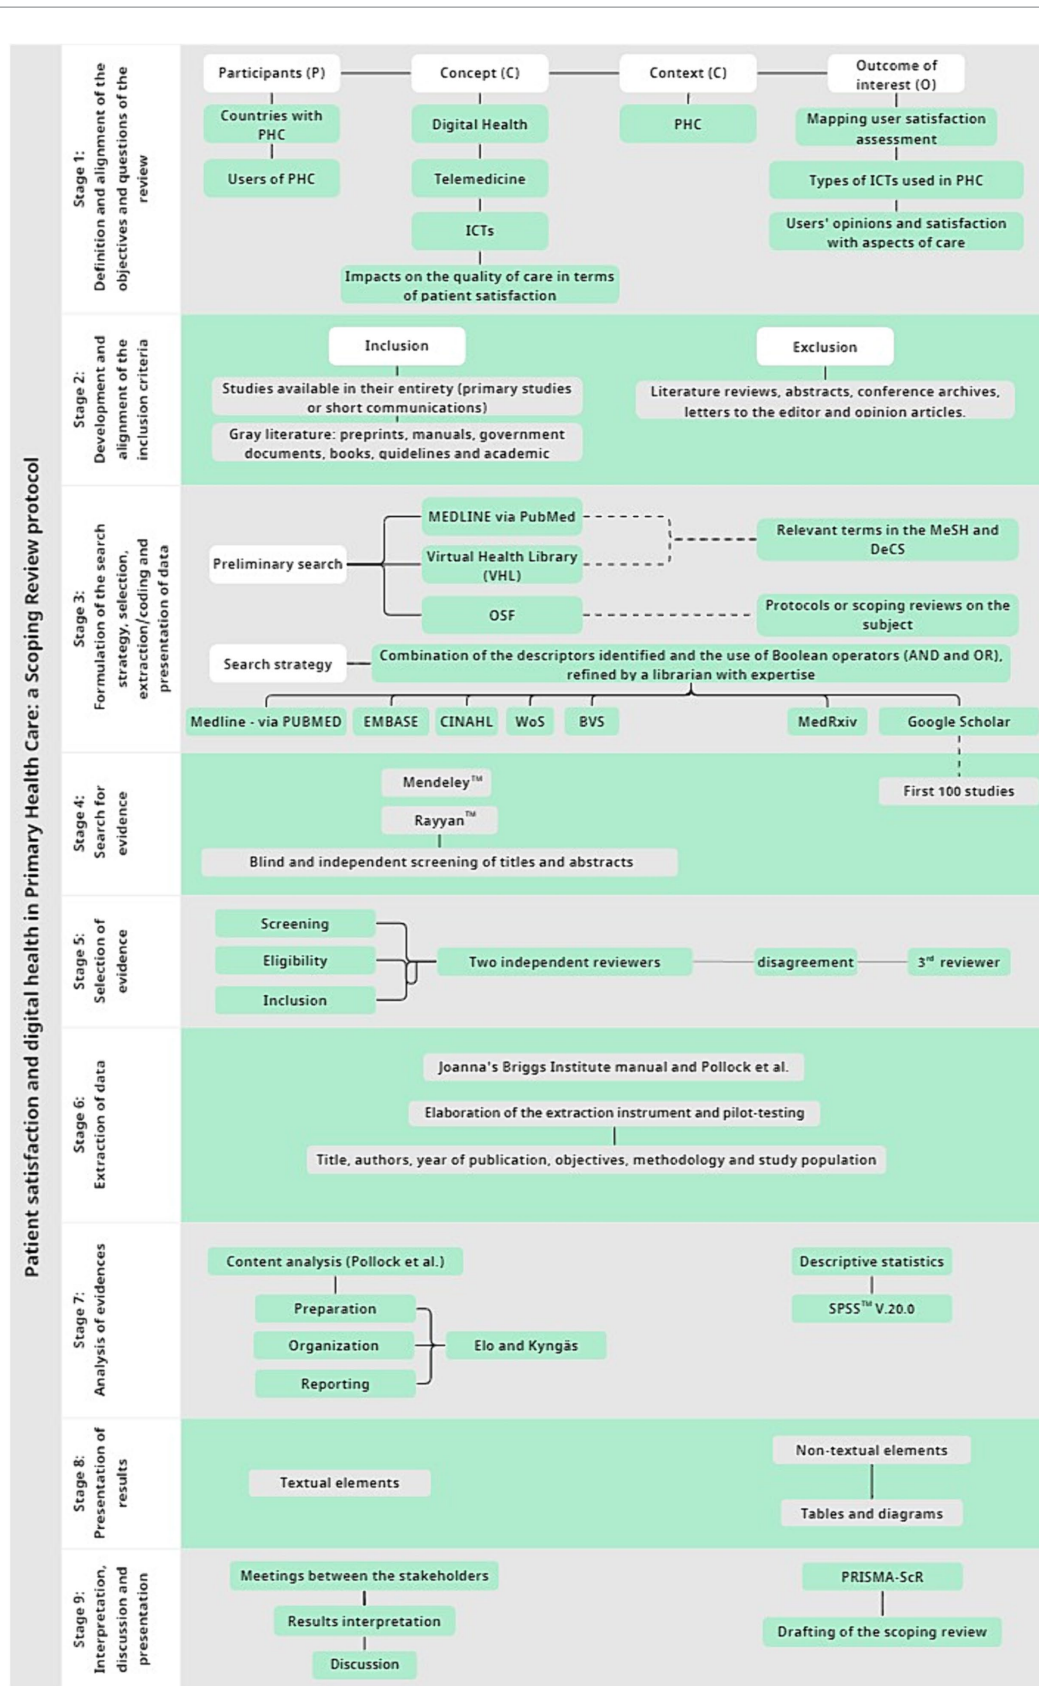 Patient satisfaction and digital health in Primary Health Care: a Scoping Review protocol
Stage 1:
Definition and alignment of the
objectives and questions of the
review
Participants (P)
Concept (C)
Context (C)
Outcome of
interest (O)
Countries with
PHC
Users of PHC
Digital Health
Telemedicine
ICTs
Impacts on the quality of care in terms
of patient satisfaction
PHC
Mapping user satisfaction
assessment
Types of ICTs used in PHC
Users' opinions and satisfaction
with aspects of care
Stage 2:
Development and
alignment of the
inclusion criteria
Inclusion
Studies available in their entirety (primary studies
or short communications)
Gray literature: preprints, manuals, government
documents, books, guidelines and academic
Exclusion
Literature reviews, abstracts, conference archives,
letters to the editor and opinion articles.
Stage 3:
Formulation of the search
strategy, selection,
extraction/coding and
presentation of data
Preliminary search
MEDLINE via PubMed
Virtual Health Library
(VHL)
OSF
Relevant terms in the MeSH and
DeCS
Protocols or scoping reviews on the
subject
Search strategy
Combination of the descriptors identified and the use of Boolean operators (AND and OR),
refined by a librarian with expertise
Medline - via PUBMED
EMBASE
CINAHL
WoS
BVS
MedRxiv
Google Scholar
Stage 4:
Search for
evidence
Mendeley™
Rayyan™
Blind and independent screening of titles and abstracts
First 100 studies
Stage 5:
Selection of
evidence
Screening
Eligibility
Inclusion
Two independent reviewers
disagreement
3rd reviewer
Stage 6:
Extraction of data
Joanna's Briggs Institute manual and Pollock et al.
Elaboration of the extraction instrument and pilot-testing
Title, authors, year of publication, objectives, methodology and study population
Stage 7:
Analysis of evidences
Content analysis (Pollock et al.)
Preparation
Organization
Reporting
Elo and Kyngäs
Descriptive statistics
SPSS™ V.20.0
Stage 8:
Presentation of
results
Textual elements
Non-textual elements
Tables and diagrams
Stage 9:
Interpretation,
discussion and
presentation
Meetings between the stakeholders
Results interpretation
Discussion
PRISMA-ScR
Drafting of the scoping review